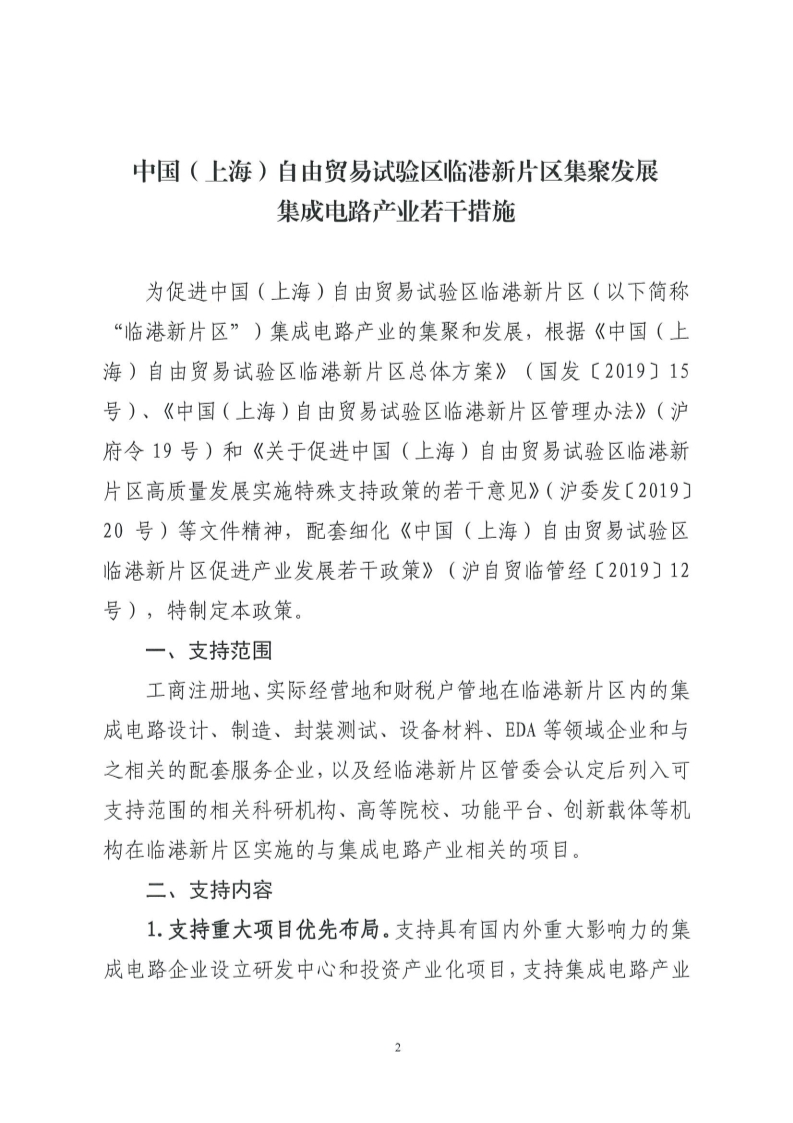 中国（上海）自由贸易试验区临港新片区集聚发展
集成电路产业若干措施
为促进中国（上海）自由贸易试验区临港新片区（以下简称
“临港新片区”）集成电路产业的集聚和发展，根据《中国（上
海）自由贸易试验区临港新片区总体方案》（国发〔2019〕15
号）、《中国（上海）自由贸易试验区临港新片区管理办法》（沪
府令 19 号）和《关于促进中国（上海）自由贸易试验区临港新
片区高质量发展实施特殊支持政策的若干意见》（沪委发〔2019〕
20 号）等文件精神，配套细化《中国（上海）自由贸易试验区
临港新片区促进产业发展若干政策》（沪自贸临管经〔2019〕12
号），特制定本政策。
一、支持范围
工商注册地、实际经营地和财税户管地在临港新片区内的集
成电路设计、制造、封装测试、设备材料、EDA 等领域企业和与
之相关的配套服务企业，以及经临港新片区管委会认定后列入可
支持范围的相关科研机构、高等院校、功能平台、创新载体等机
构在临港新片区实施的与集成电路产业相关的项目。
二、支持内容
1.支持重大项目优先布局。支持具有国内外重大影响力的集
成电路企业设立研发中心和投资产业化项目，支持集成电路产业
2